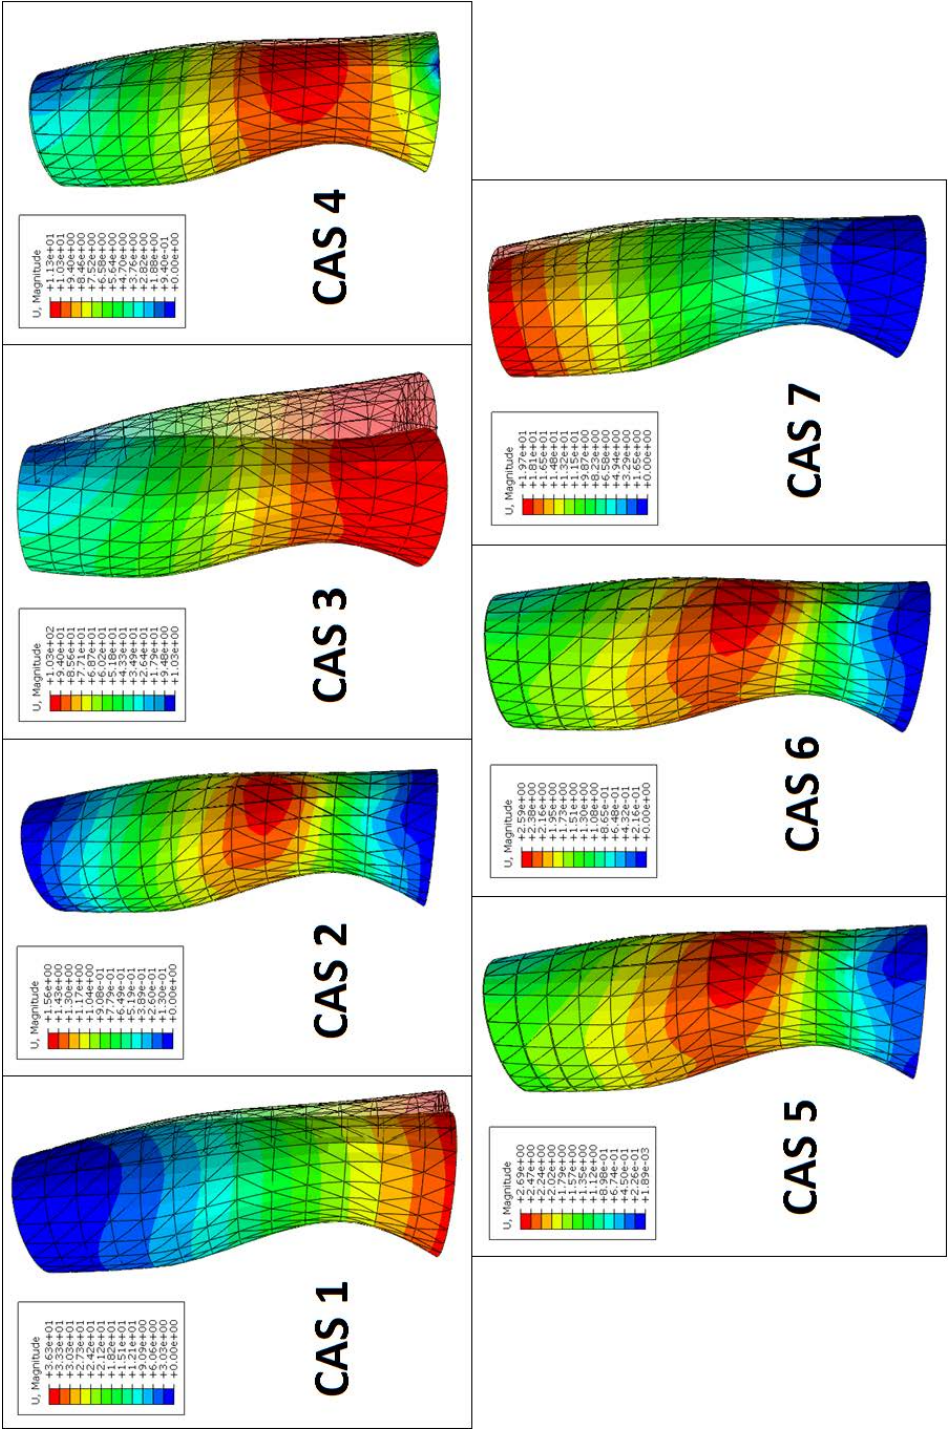 U, Magnitude
+3.63e+01
+3.33e+01
+3.03e+01
+2.73e+01
+2.42e+01
+2.12e+01
+1.82e+01
+1.51e+01
+1.21e+01
+9.09e+00
+6.06e+00
+3.03e+00
+0.00e+00
CAS 1
U, Magnitude
+1.56e+00
+1.43e+00
+1.30e+00
+1.17e+00
+1.04e+00
+9.08e-01
+7.79e-01
+6.49e-01
+5.19e-01
+3.89e-01
+2.60e-01
+1.30e-01
+0.00e+00
CAS 2
U, Magnitude
+1.03e+02
+9.40e+01
+8.56e+01
+7.71e+01
+6.87e+01
+6.02e+01
+5.18e+01
+4.33e+01
+3.49e+01
+2.64e+01
+1.79e+01
+9.48e+00
+1.03e+00
CAS 3
U, Magnitude
+1.13e+01
+1.03e+01
+9.40e+00
+8.46e+00
+7.52e+00
+6.58e+00
+5.64e+00
+4.70e+00
+3.76e+00
+2.82e+00
+1.88e+00
+9.40e-01
+0.00e+00
CAS 4
U, Magnitude
+2.69e+00
+2.47e+00
+2.24e+00
+2.02e+00
+1.79e+00
+1.57e+00
+1.35e+00
+1.12e+00
+8.98e-01
+6.74e-01
+4.50e-01
+2.26e-01
+1.89e-03
CAS 5
U, Magnitude
+2.59e+00
+2.38e+00
+2.16e+00
+1.95e+00
+1.73e+00
+1.51e+00
+1.30e+00
+1.08e+00
+8.65e-01
+6.48e-01
+4.32e-01
+2.16e-01
+0.00e+00
CAS 6
U, Magnitude
+1.97e+01
+1.81e+01
+1.65e+01
+1.48e+01
+1.32e+01
+1.15e+01
+9.87e+00
+8.23e+00
+6.58e+00
+4.94e+00
+3.29e+00
+1.65e+00
+0.00e+00
CAS 7